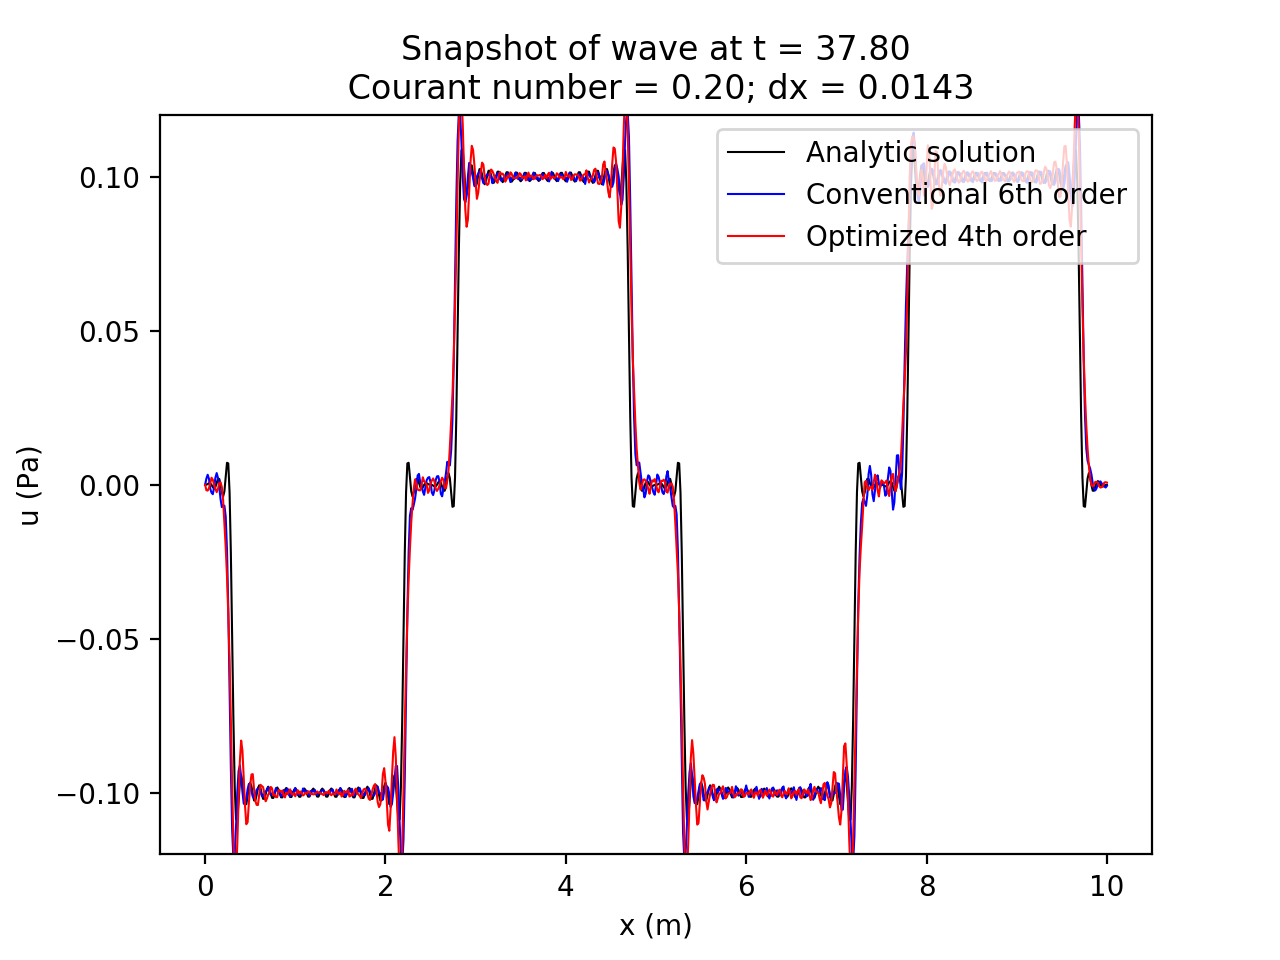 Snapshot of wave at t = 37.80
Courant number = 0.20; dx = 0.0143
Analytic solution
Conventional 6th order
Optimized 4th order
0.10
0.05
0.00
−0.05
−0.10
u (Pa)
0 2 4 6 8 10
x (m)